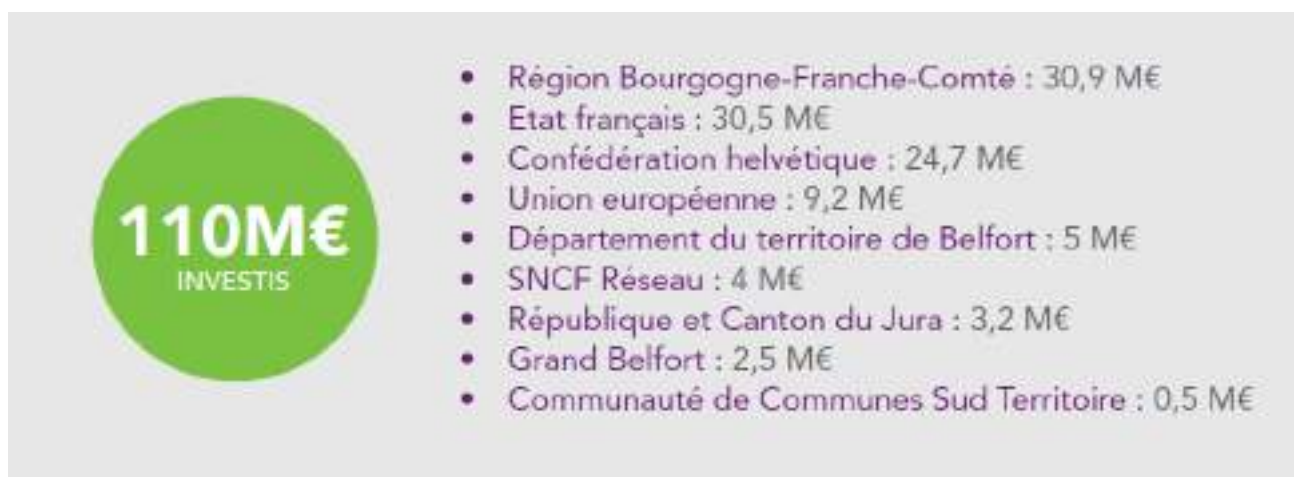 110M€
INVESTIS
• Région Bourgogne-Franche-Comté : 30,9 M€
• Etat français : 30,5 M€
• Confédération helvétique : 24,7 M€
• Union européenne : 9,2 M€
• Département du territoire de Belfort : 5 M€
• SNCF Réseau : 4 M€
• République et Canton du Jura : 3,2 M€
• Grand Belfort : 2,5 M€
• Communauté de Communes Sud Territoire : 0,5 M€